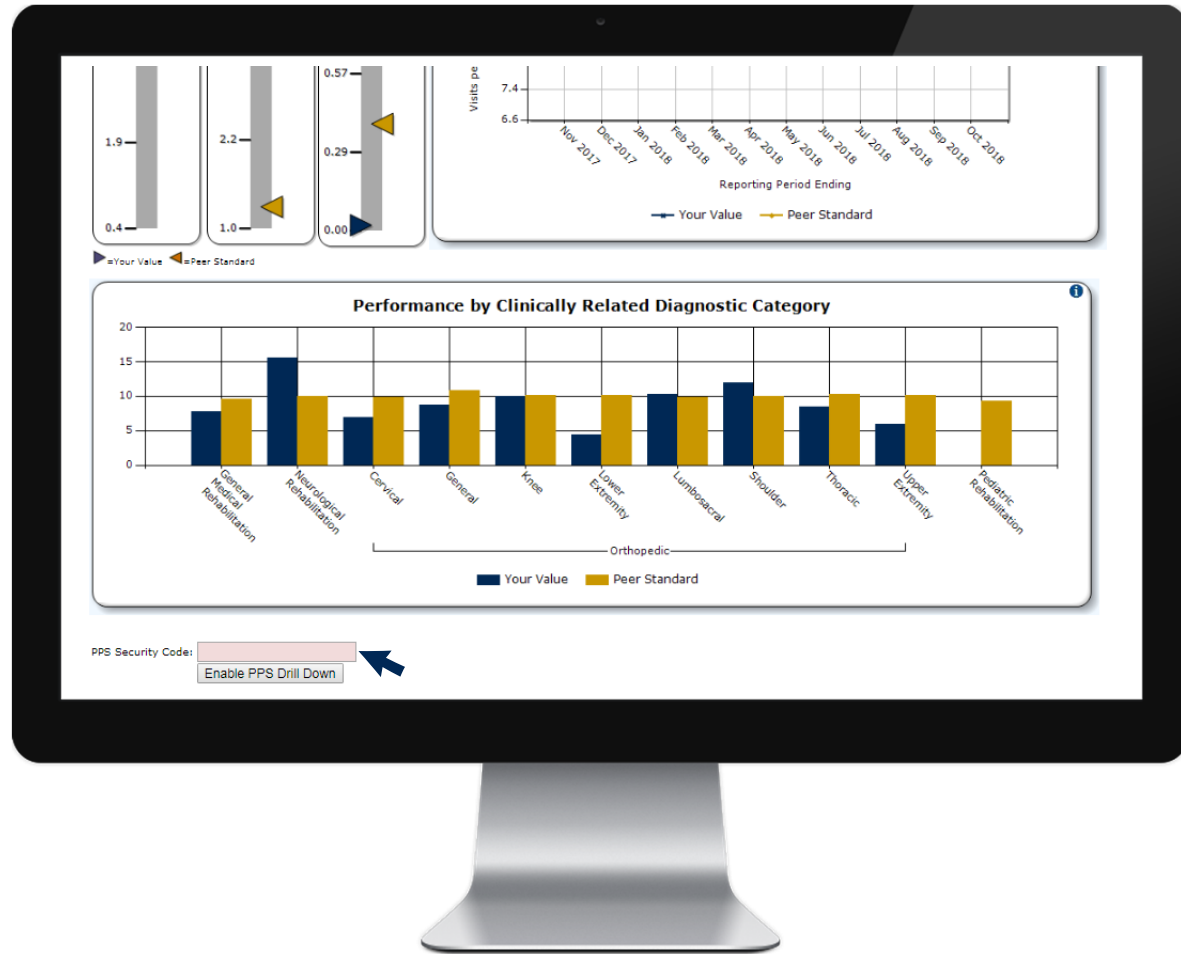 1.9
0.4
2.2
1.0
0.57
0.29
0.00
=Your Value =Peer Standard
Visits pe
7.4
6.6
Nov 2017 Dec 2017 Jan 2018 Feb 2018 Mar 2018 Apr 2018 May 2018 Jun 2018 Jul 2018 Aug 2018 Sep 2018 Oct 2018
Reporting Period Ending
Your Value Peer Standard
i
Performance by Clinically Related Diagnostic Category
20
15
10
5
0
General
Medical
Rehabilitation
Neurological
Rehabilitation
Cervical
General
Knee
Lower
Extremity
Lumbosacral
Shoulder
Thoracic
Upper
Extremity
Pediatric
Rehabilitation
Orthopedic
Your Value Peer Standard
PPS Security Code:
Enable PPS Drill Down